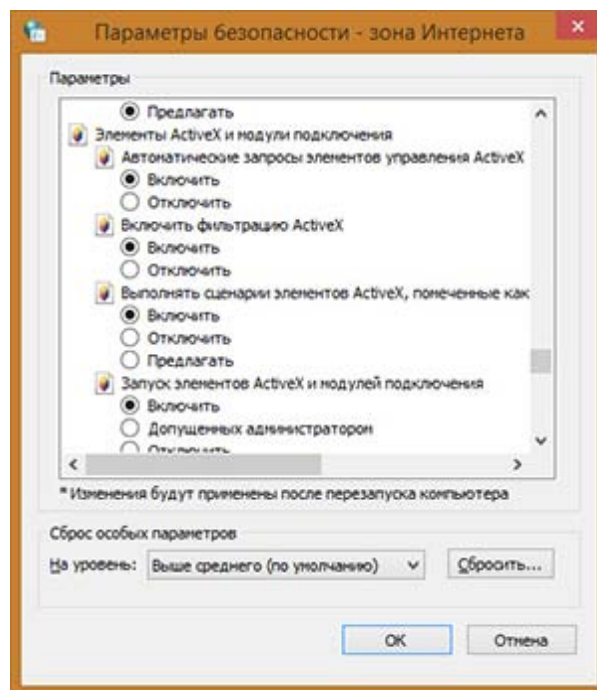 Параметры безопасности - зона Интернета
Параметры
Предлагать
Элементы ActiveX и модули подключения
Автоматические запросы элементов управления ActiveX
Включить
Отключить
Включить фильтрацию ActiveX
Включить
Отключить
Выполнять сценарии элементов ActiveX, помеченные как
Включить
Отключить
Предлагать
Запуск элементов ActiveX и модулей подключения
Включить
Допущенных администратором
Отключить
* Изменения будут применены после перезапуска компьютера
Сброс особых параметров
На уровень: Выше среднего (по умолчанию) Сбросить...
ОК Отмена